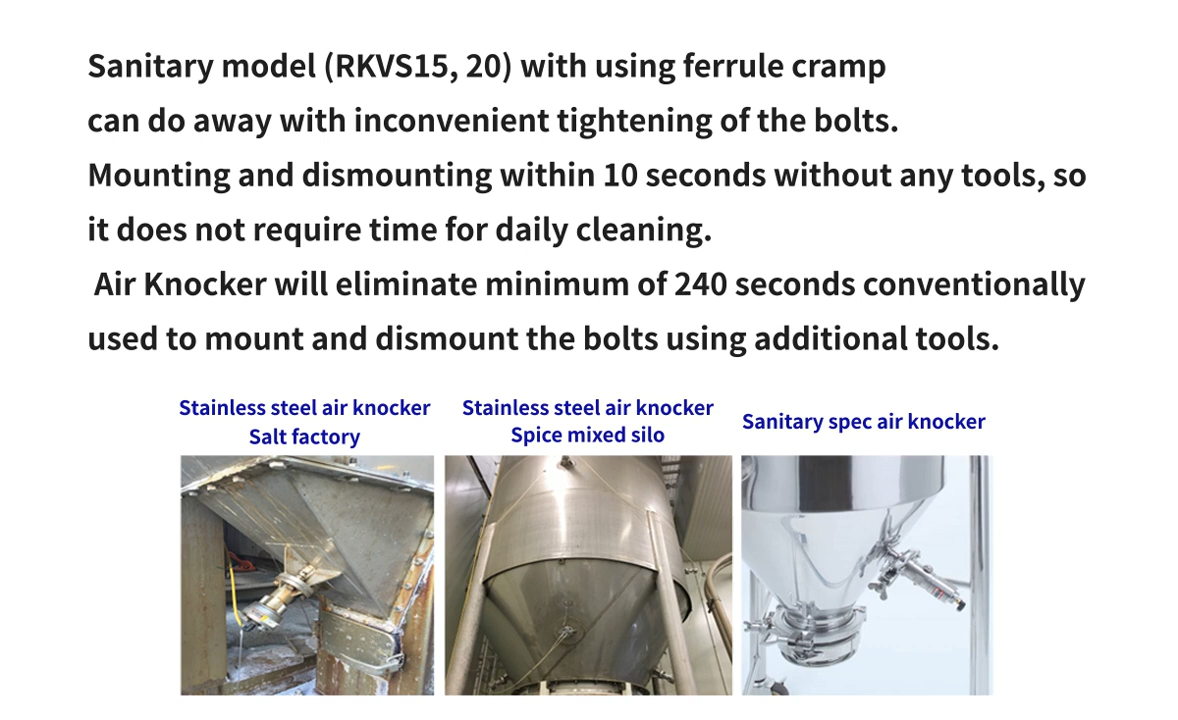 Sanitary model (RKVS15, 20) with using ferrule cramp
can do away with inconvenient tightening of the bolts.
Mounting and dismounting within 10 seconds without any tools, so
it does not require time for daily cleaning.
Air Knocker will eliminate minimum of 240 seconds conventionally
used to mount and dismount the bolts using additional tools.
Stainless steel air knocker
Salt factory
Stainless steel air knocker
Spice mixed silo
Sanitary spec air knocker